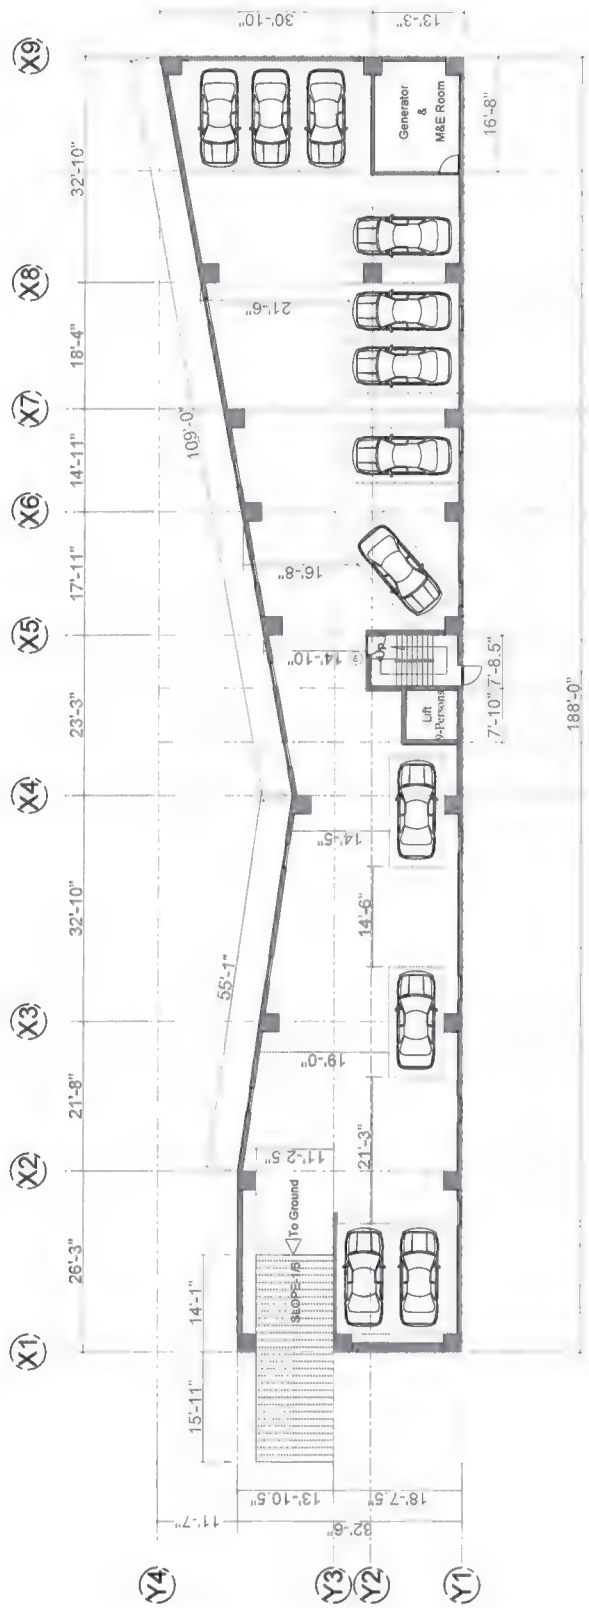 X1
X2
X3
X4
X5
X6
X7
X8
X9
26'-3"
21'-8"
32'-10"
23'-3"
17'-11"
14'-11"
18'-4"
32'-10"
15'-11"
14'-1"
55'-1"
109'-0"
30'-10"
13'-3"
Y4
Y3
Y2
Y1
11'-7"
13'-10.5"
32'-6"
18'-7.5"
SLOPE-1/8
To Ground
11'-2.5"
21'-3"
19'-0"
14'-6"
14'-5"
14'-10"
16'-8"
21'-6"
UP
Lift
9-Persons
7'-10"
7'-8.5"
Generator
&
M&E Room
16'-8"
188'-0"